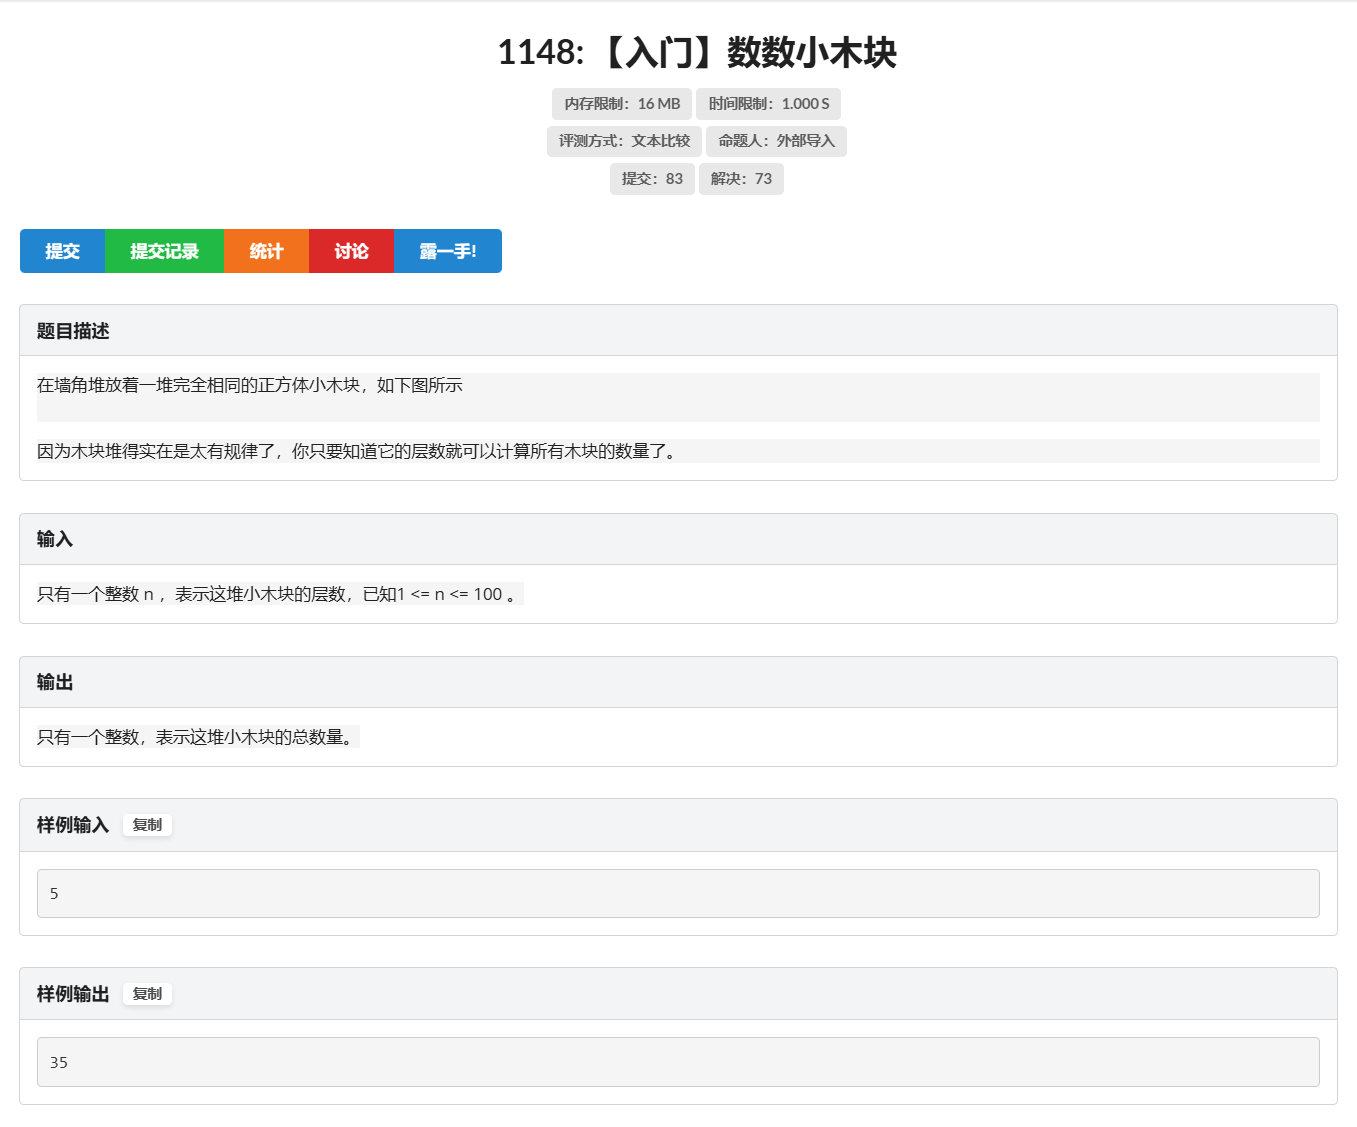 1148: 【入门】数数小木块
内存限制：16 MB 时间限制：1.000 S
评测方式：文本比较 命题人：外部导入
提交：83 解决：73
提交 提交记录 统计 讨论 露一手!
题目描述
在墙角堆放着一堆完全相同的正方体小木块，如下图所示
因为木块堆得实在是太有规律了，你只要知道它的层数就可以计算所有木块的数量了。
输入
只有一个整数 n ，表示这堆小木块的层数，已知1 <= n <= 100 。
输出
只有一个整数，表示这堆小木块的总数量。
样例输入 复制
5
样例输出 复制
35